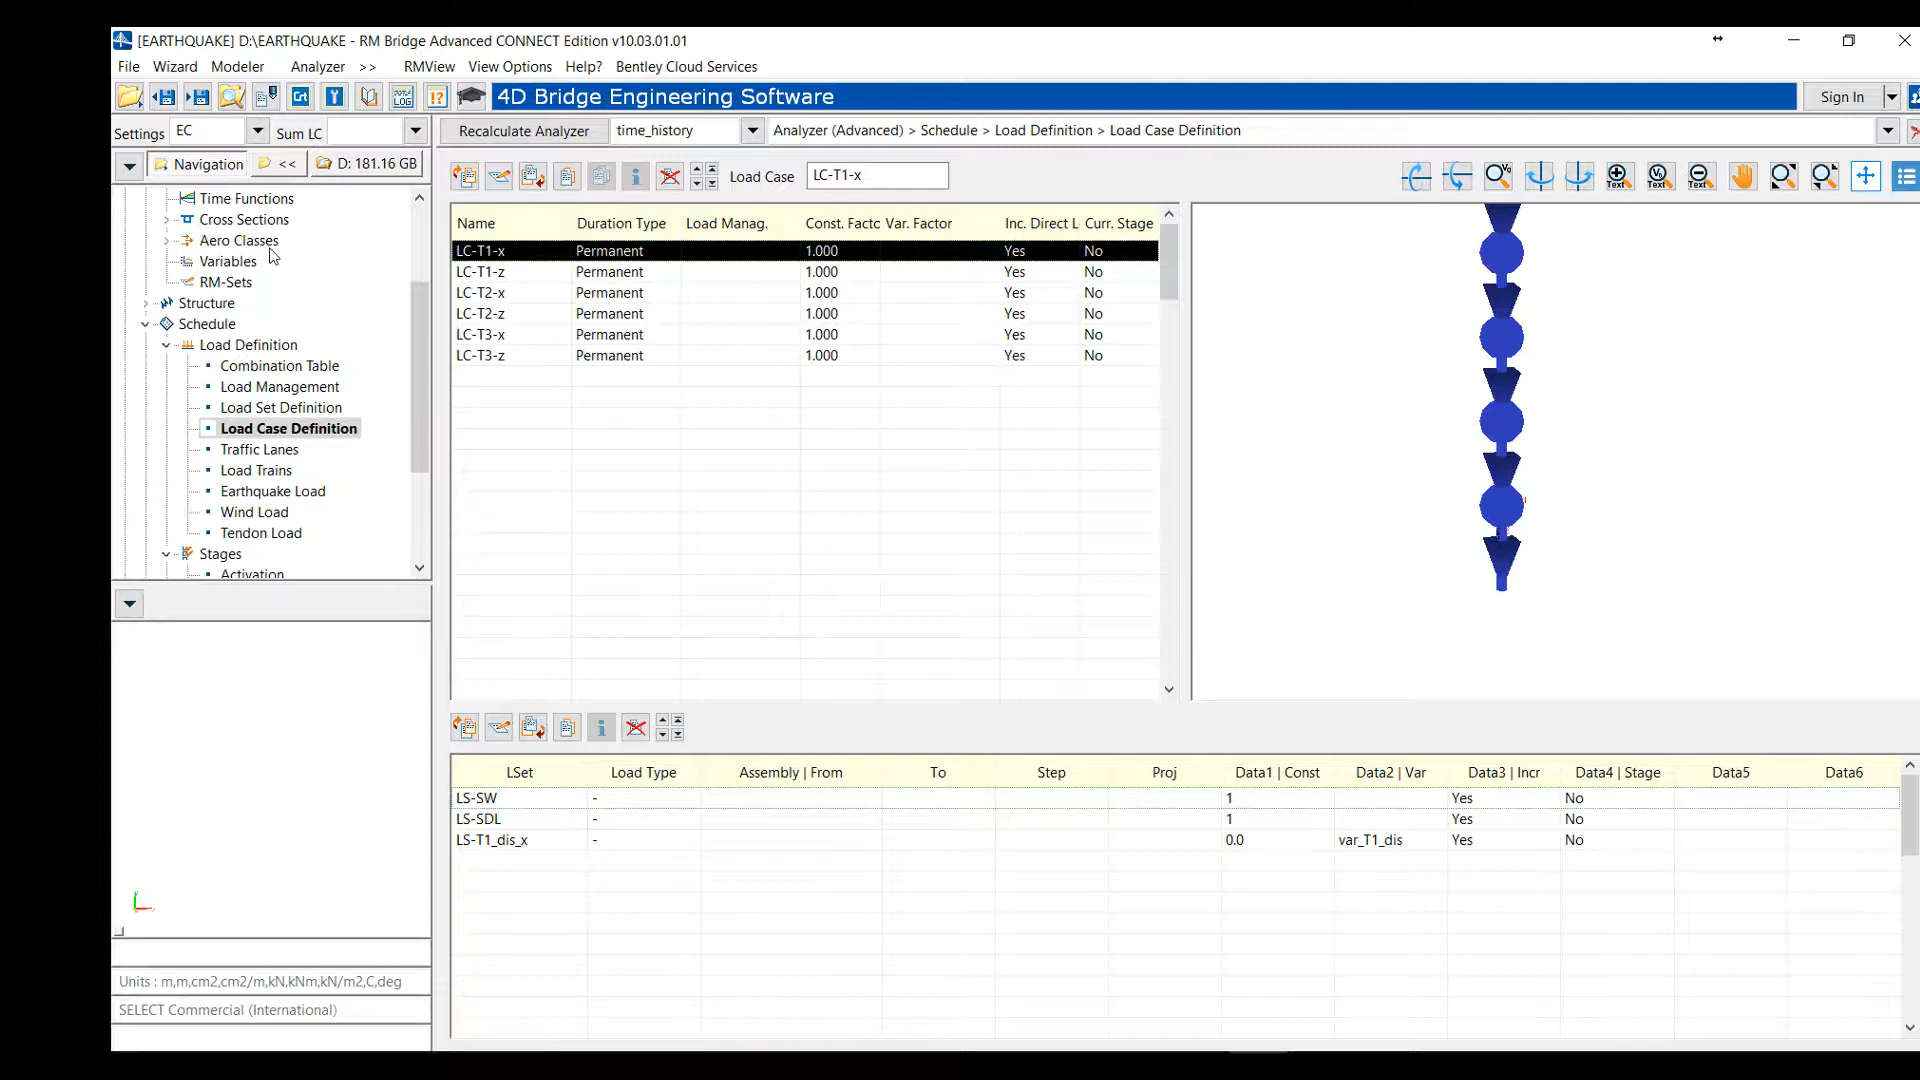 [EARTHQUAKE] D:\EARTHQUAKE - RM Bridge Advanced CONNECT Edition v10.03.01.01
File Wizard Modeler Analyzer >> RMView View Options Help? Bentley Cloud Services
Crt LOG !? 4D Bridge Engineering Software Sign In
Settings EC Sum LC Recalculate Analyzer time_history Analyzer (Advanced) > Schedule > Load Definition > Load Case Definition
Navigation << D: 181.16 GB Load Case LC-T1-x Text Text Text
Time Functions
Cross Sections
Aero Classes
Variables
RM-Sets
Structure
Schedule
Load Definition
Combination Table
Load Management
Load Set Definition
Load Case Definition
Traffic Lanes
Load Trains
Earthquake Load
Wind Load
Tendon Load
Stages
Activation
Name Duration Type Load Manag. Const. Factc Var. Factor Inc. Direct L Curr. Stage
LC-T1-x Permanent 1.000 Yes No
LC-T1-z Permanent 1.000 Yes No
LC-T2-x Permanent 1.000 Yes No
LC-T2-z Permanent 1.000 Yes No
LC-T3-x Permanent 1.000 Yes No
LC-T3-z Permanent 1.000 Yes No
LSet Load Type Assembly | From To Step Proj Data1 | Const Data2 | Var Data3 | Incr Data4 | Stage Data5 Data6
LS-SW - 1 Yes No
LS-SDL - 1 Yes No
LS-T1_dis_x - 0.0 var_T1_dis Yes No
Units : m,m,cm2,cm2/m,kN,kNm,kN/m2,C,deg
SELECT Commercial (International)